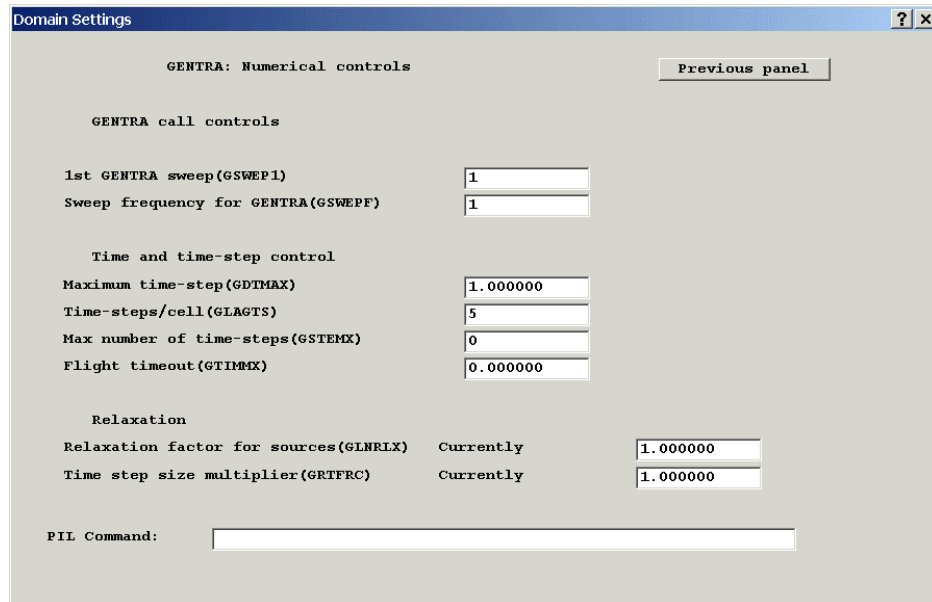 Domain Settings ? ×
GENTRA: Numerical controls Previous panel
GENTRA call controls
1st GENTRA sweep(GSWEP1) 1
Sweep frequency for GENTRA(GSWEPF) 1
Time and time-step control
Maximum time-step(GDTMAX) 1.000000
Time-steps/cell(GLAGTS) 5
Max number of time-steps(GSTEMX) 0
Flight timeout(GTIMMX) 0.000000
Relaxation
Relaxation factor for sources(GLNRLX) Currently 1.000000
Time step size multiplier(GRTFRC) Currently 1.000000
PIL Command: